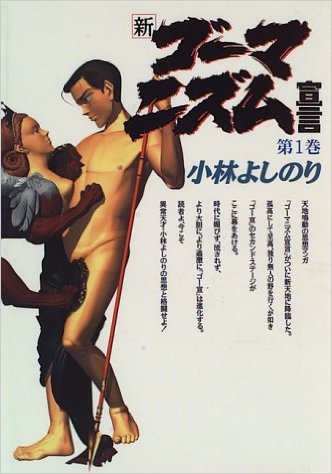 新
ゴーマ
ニズム
宣言
第1巻
小林よしのり
天地鳴動の思想マンガ
『ゴーマニズム宣言』がついに新天地に降臨した。
孤高にして至高、独り無人の野を行くが如き
『ゴー宣』のセカンド・ステージが
ここに幕をあける。
時代に媚びず、流されず、
より大胆に、より過激に、『ゴー宣』は進化する。
読者よ、今こそ
異常天才・小林よしのりの思想と格闘せよ!